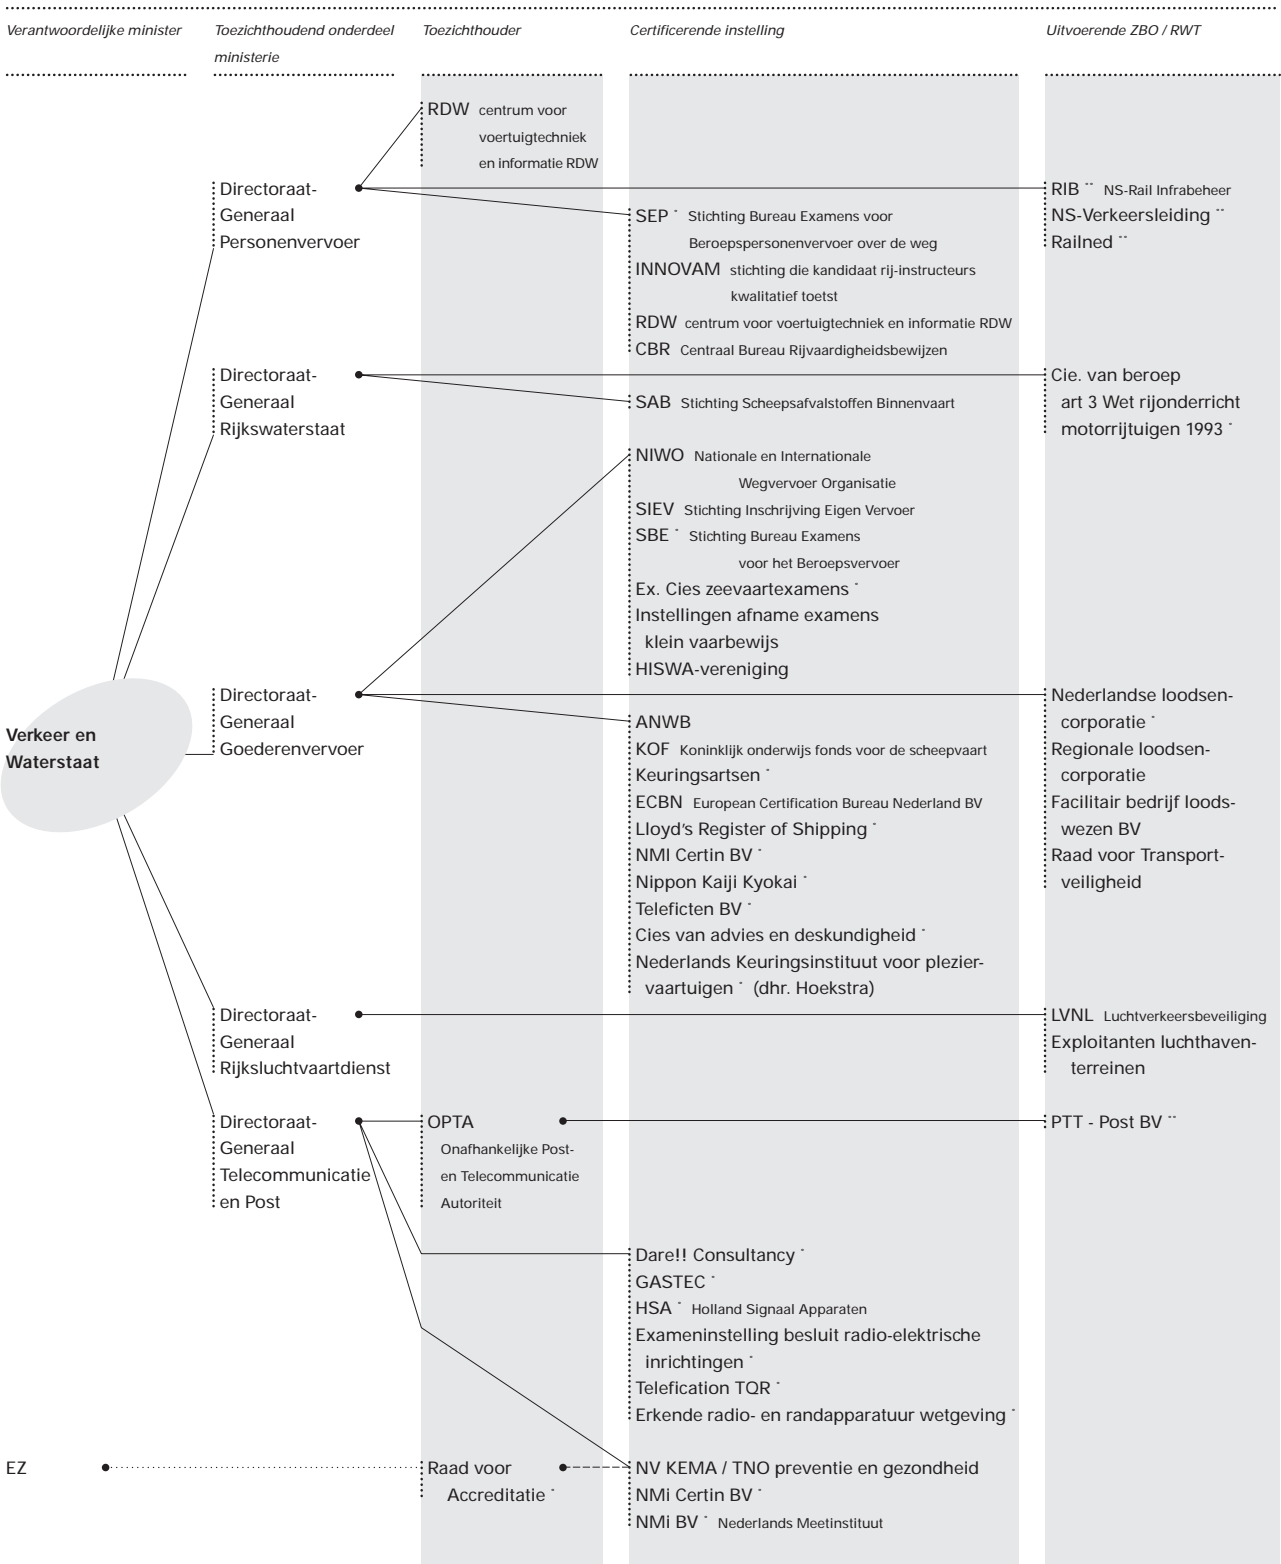 Verantwoordelijke minister
Toezichthoudend onderdeel
ministerie
Toezichthouder
Certificerende instelling
Uitvoerende ZBO / RWT
RDW centrum voor
voertuigtechniek
en informatie RDW
Directoraat-
Generaal
Personenvervoer
RIB ** NS-Rail Infrabeheer
NS-Verkeersleiding **
Railned **
SEP * Stichting Bureau Examens voor
Beroepspersonenvervoer over de weg
INNOVAM stichting die kandidaat rij-instructeurs
kwalitatief toetst
RDW centrum voor voertuigtechniek en informatie RDW
CBR Centraal Bureau Rijvaardigheidsbewijzen
Directoraat-
Generaal
Rijkswaterstaat
Cie. van beroep
art 3 Wet rijonderricht
motorrijtuigen 1993 *
SAB Stichting Scheepsafvalstoffen Binnenvaart
NIWO Nationale en Internationale
Wegvervoer Organisatie
SIEV Stichting Inschrijving Eigen Vervoer
SBE * Stichting Bureau Examens
voor het Beroepsvervoer
Ex. Cies zeevaartexamens *
Instellingen afname examens
klein vaarbewijs
HISWA-vereniging
Verkeer en
Waterstaat
Directoraat-
Generaal
Goederenvervoer
Nederlandse loodsen-
corporatie *
Regionale loodsen-
corporatie
Facilitair bedrijf loods-
wezen BV
Raad voor Transport-
veiligheid
ANWB
KOF Koninklijk onderwijs fonds voor de scheepvaart
Keuringsartsen *
ECBN European Certification Bureau Nederland BV
Lloyd's Register of Shipping *
NMI Certin BV *
Nippon Kaiji Kyokai *
Teleficten BV *
Cies van advies en deskundigheid *
Nederlands Keuringsinstituut voor plezier-
vaartuigen * (dhr. Hoekstra)
Directoraat-
Generaal
Rijksluchtvaartdienst
LVNL Luchtverkeersbeveiliging
Exploitanten luchthaven-
terreinen
Directoraat-
Generaal
Telecommunicatie
en Post
OPTA
Onafhankelijke Post-
en Telecommunicatie
Autoriteit
PTT - Post BV **
Dare!! Consultancy *
GASTEC *
HSA * Holland Signaal Apparaten
Exameninstelling besluit radio-elektrische
inrichtingen *
Telefication TQR *
Erkende radio- en randapparatuur wetgeving *
EZ
Raad voor
Accreditatie *
NV KEMA / TNO preventie en gezondheid
NMi Certin BV *
NMi BV * Nederlands Meetinstituut